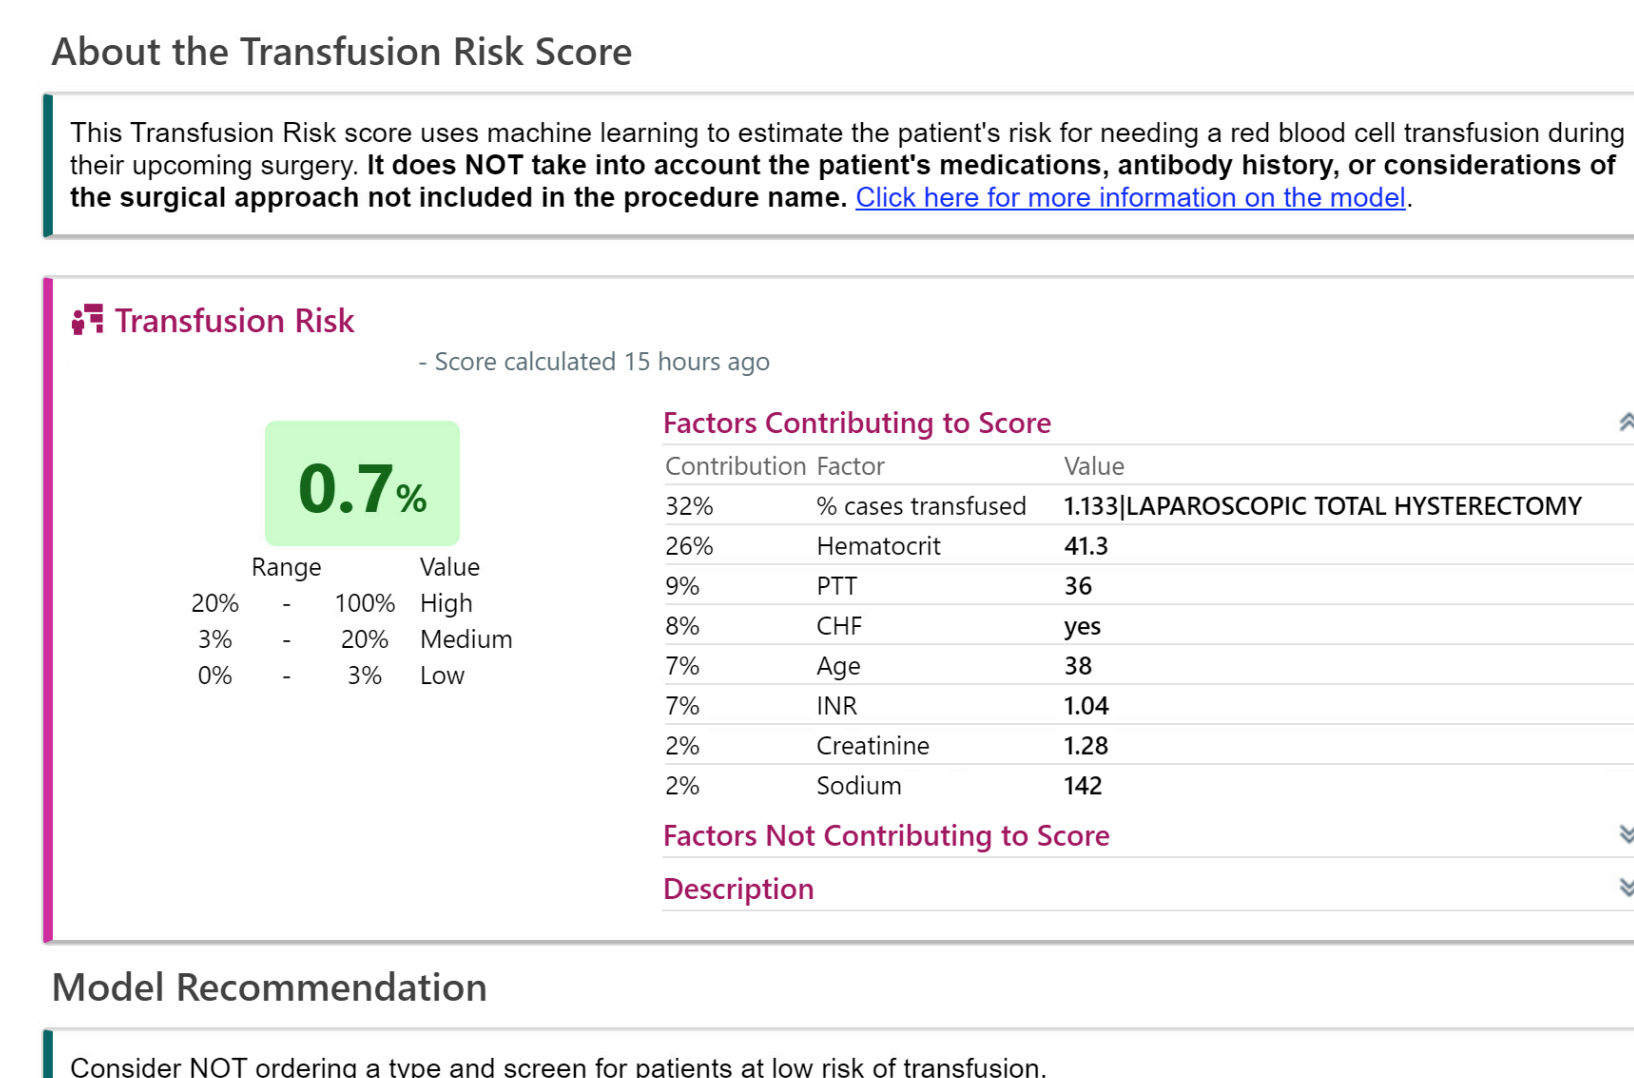 About the Transfusion Risk Score
This Transfusion Risk score uses machine learning to estimate the patient's risk for needing a red blood cell transfusion during
their upcoming surgery. It does NOT take into account the patient's medications, antibody history, or considerations of
the surgical approach not included in the procedure name. Click here for more information on the model.
Transfusion Risk
- Score calculated 15 hours ago
0.7%
Range Value
20% - 100% High
3% - 20% Medium
0% - 3% Low
Factors Contributing to Score
Contribution Factor Value
32% % cases transfused 1.133|LAPAROSCOPIC TOTAL HYSTERECTOMY
26% Hematocrit 41.3
9% PTT 36
8% CHF yes
7% Age 38
7% INR 1.04
2% Creatinine 1.28
2% Sodium 142
Factors Not Contributing to Score
Description
Model Recommendation
Consider NOT ordering a type and screen for patients at low risk of transfusion.